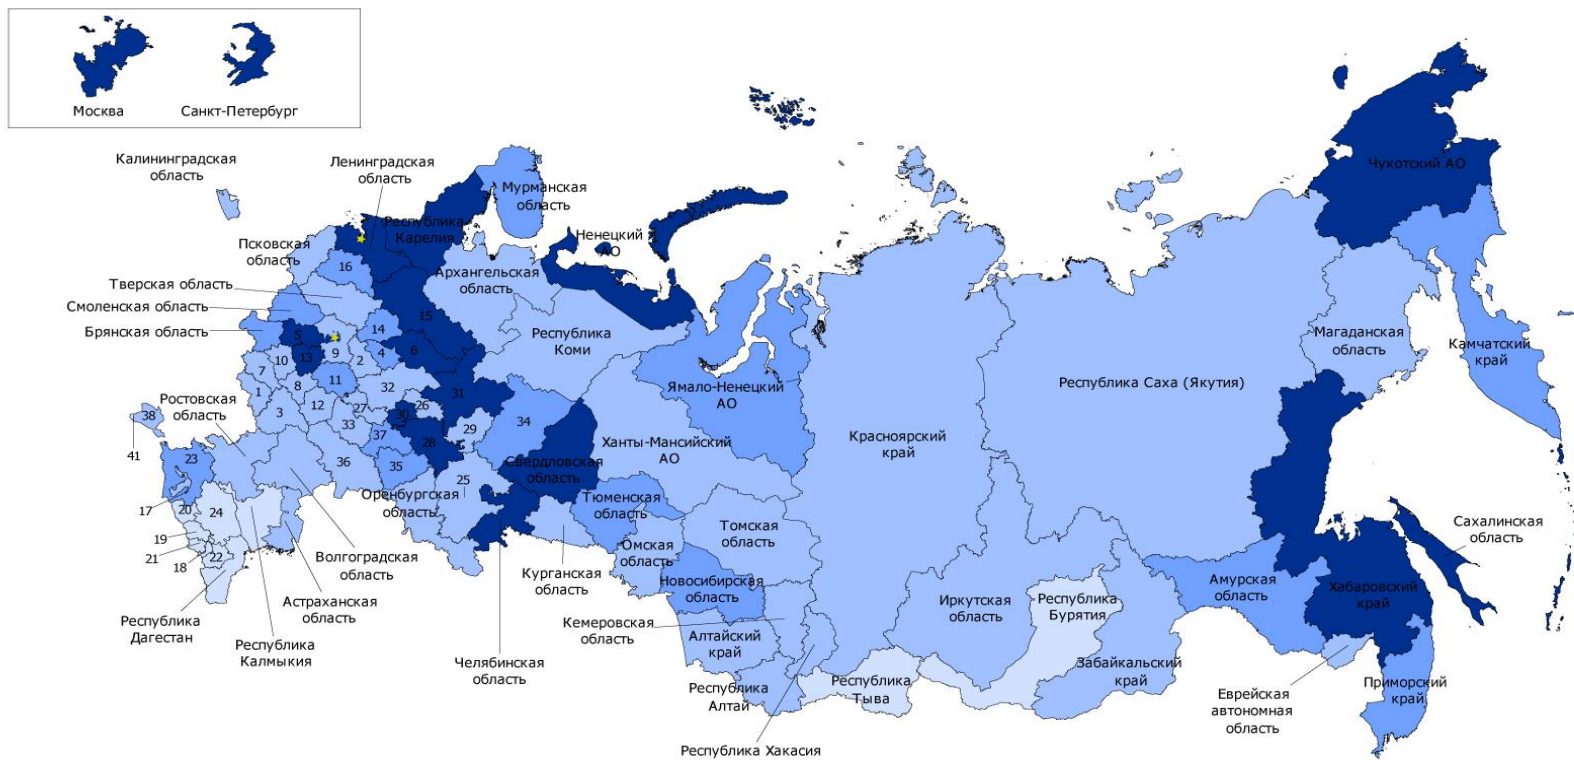 Москва
Санкт-Петербург
Калининградская
область
Ленинградская
область
Мурманская
область
Чукотский АО
Республика
Карелия
Ненецкий
АО
Псковская
область
16
Архангельская
область
Тверская область
Смоленская область
Брянская область
15
14
5
6
13
9
2
4
10
7
11
8
1
32
31
3
12
27
26
30
33
37
28
29
34
38
41
23
36
35
25
Ростовская
область
Республика
Коми
Ямало-Ненецкий
АО
Ханты-Мансийский
АО
Красноярский
край
Республика Саха (Якутия)
Магаданская
область
Камчатский
край
Свердловская
область
Оренбургская
область
Тюменская
область
Томская
область
Омская
область
Новосибирская
область
Курганская
область
Кемеровская
область
Алтайский
край
Челябинская
область
Республика
Алтай
Республика Хакасия
Республика
Тыва
Иркутская
область
Республика
Бурятия
Забайкальский
край
Амурская
область
Хабаровский
край
Сахалинская
область
Еврейская
автономная
область
Приморский
край
17
20
24
19
21
18
22
Волгоградская
область
Астраханская
область
Республика
Дагестан
Республика
Калмыкия